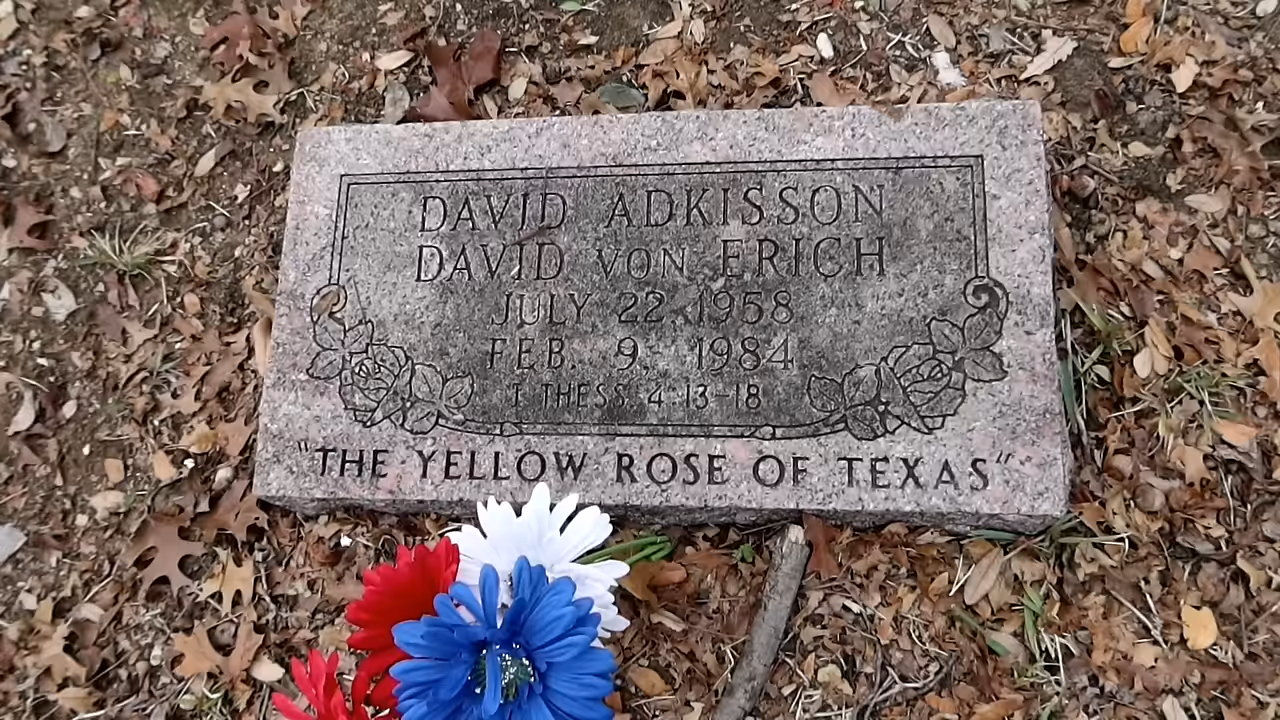 DAVID ADKISSON
DAVID VON ERICH
JULY 22 1958
FEB. 9. 1984
I THESS 4:13-18
"THE YELLOW ROSE OF TEXAS"